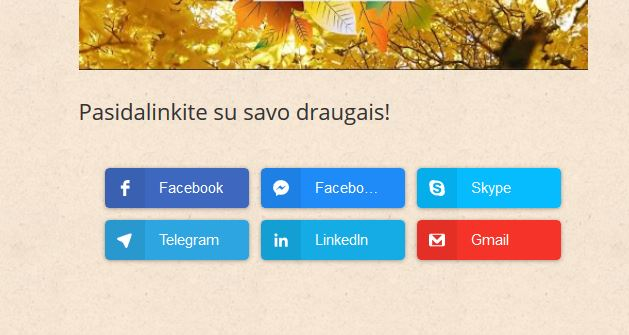 Pasidalinkite su savo draugais!
Facebook
Facebo...
Skype
Telegram
LinkedIn
Gmail